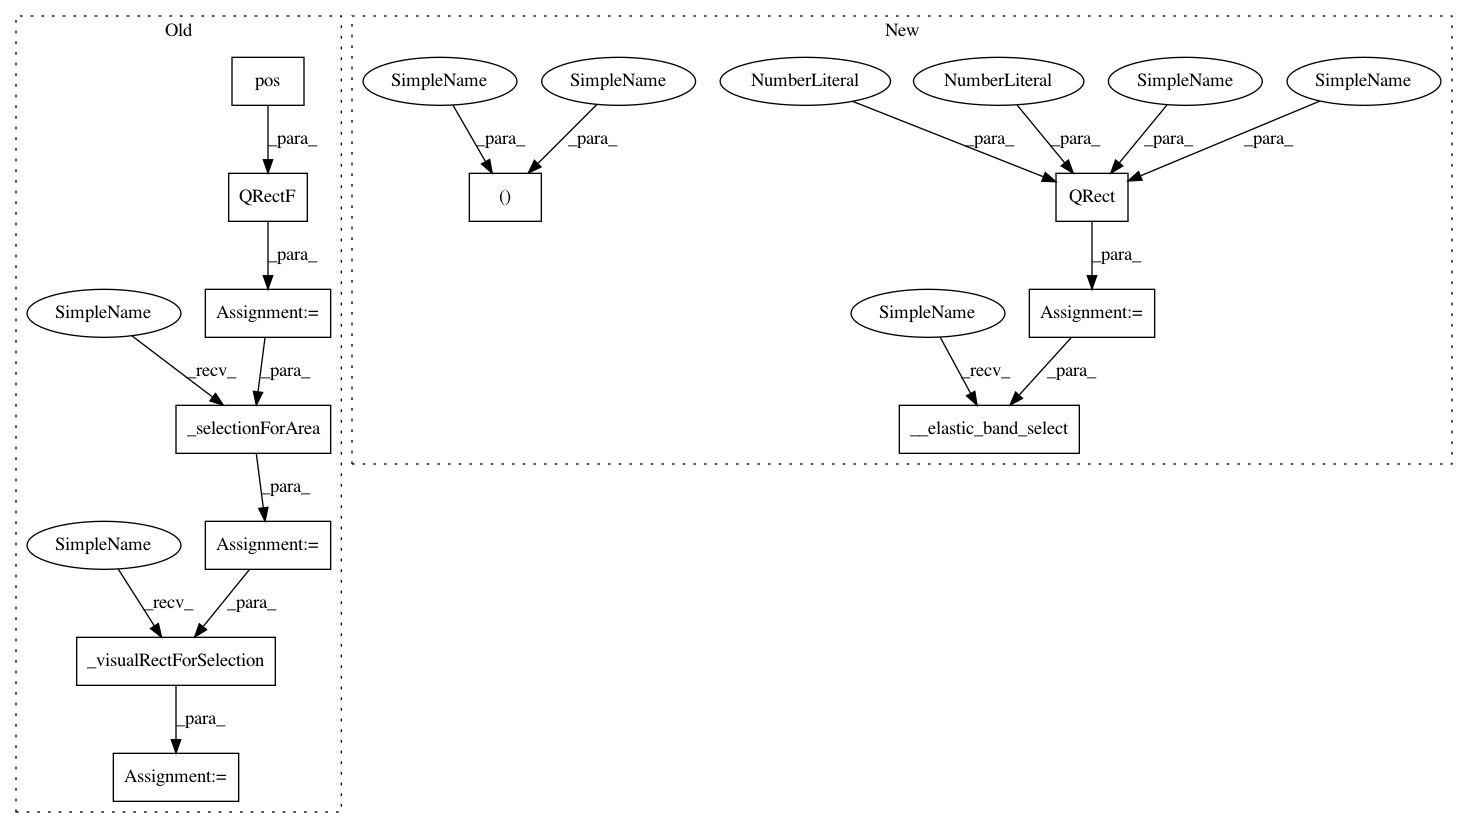 Old
New
pos
SimpleName
SimpleName
NumberLiteral
NumberLiteral
SimpleName
SimpleName
_para_
_para_
_para_
_para_
_para_
_para_
_para_
QRectF
()
QRect
_para_
_para_
SimpleName
Assignment:=
SimpleName
Assignment:=
_recv_
_para_
_recv_
_para_
_selectionForArea
__elastic_band_select
_para_
SimpleName
Assignment:=
_recv_
_para_
_visualRectForSelection
_para_
Assignment:=